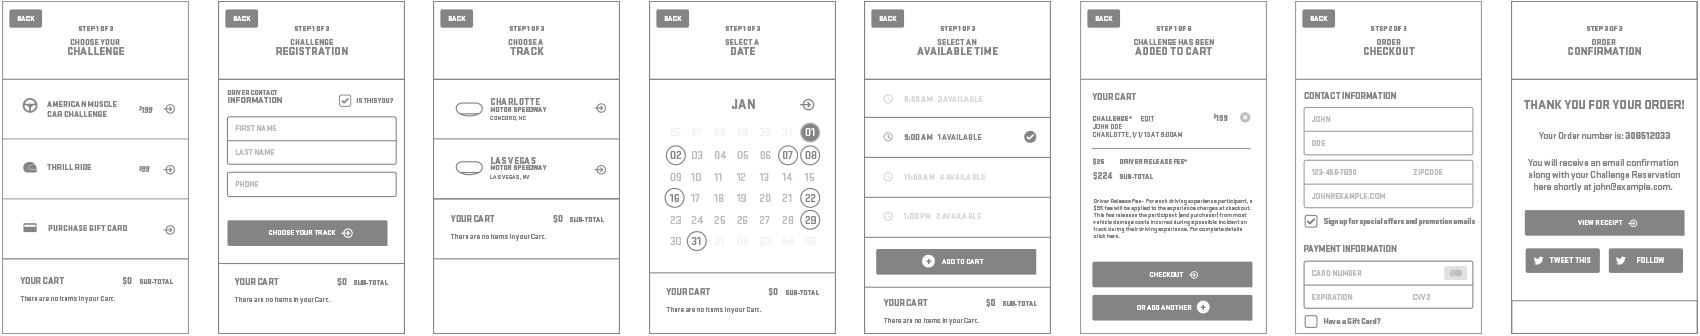 BACK
STEP 1 OF 3
CHOOSE YOUR
CHALLENGE
AMERICAN MUSCLE
CAR CHALLENGE
$199
THRILL RIDE
$99
PURCHASE GIFT CARD
YOUR CART $0 SUB-TOTAL
There are no items in your Cart.
BACK
STEP 1 OF 3
CHALLENGE
REGISTRATION
DRIVER CONTACT
INFORMATION
IS THIS YOU?
FIRST NAME
LAST NAME
PHONE
CHOOSE YOUR TRACK
YOUR CART $0 SUB-TOTAL
There are no items in your Cart.
BACK
STEP 1 OF 3
CHOOSE A
TRACK
CHARLOTTE
MOTOR SPEEDWAY
CONCORD, NC
LAS VEGAS
MOTOR SPEEDWAY
LAS VEGAS, NV
YOUR CART $0 SUB-TOTAL
There are no items in your Cart.
BACK
STEP 1 OF 3
SELECT A
DATE
JAN
26 27 28 29 30 31 01
02 03 04 05 06 07 08
09 10 11 12 13 14 15
16 17 18 19 20 21 22
23 24 25 26 27 28 29
30 31 01 02 03 04 05
YOUR CART $0 SUB-TOTAL
There are no items in your Cart.
BACK
STEP 1 OF 3
SELECT AN
AVAILABLE TIME
8:00AM 3 AVAILABLE
9:00AM 1 AVAILABLE
11:00AM 4 AVAILABLE
1:00 PM 2 AVAILABLE
ADD TO CART
YOUR CART $0 SUB-TOTAL
There are no items in your Cart.
BACK
STEP 1 OF 6
CHALLENGE HAS BEEN
ADDED TO CART
YOUR CART
CHALLENGE* EDIT $199
JOHN DOE
CHARLOTTE, 1/1/13 AT 9:00AM
$25 DRIVER RELEASE FEE*
$224 SUB-TOTAL
Driver Release Fee - For each driving experience participant, a
fee will be applied to the experience charges at checkout.
This fee releases the participant (and purchaser) from most
vehicle damage costs incurred during a possible incident on
track during their driving experience. For complete details
click here.
CHECKOUT
OR ADD ANOTHER
BACK
STEP 2 OF 3
ORDER
CHECKOUT
CONTACT INFORMATION
JOHN
DOE
123-456-7890 ZIPCODE
JOHN@EXAMPLE.COM
Sign up for special offers and promotion emails
PAYMENT INFORMATION
CARD NUMBER
EXPIRATION CVV2
Have a Gift Card?
STEP 3 OF 3
ORDER
CONFIRMATION
THANK YOU FOR YOUR ORDER!
Your Order number is: 308512033
You will receive an email confirmation
along with your Challenge Reservation
here shortly at john@example.com.
VIEW RECEIPT
TWEET THIS
FOLLOW